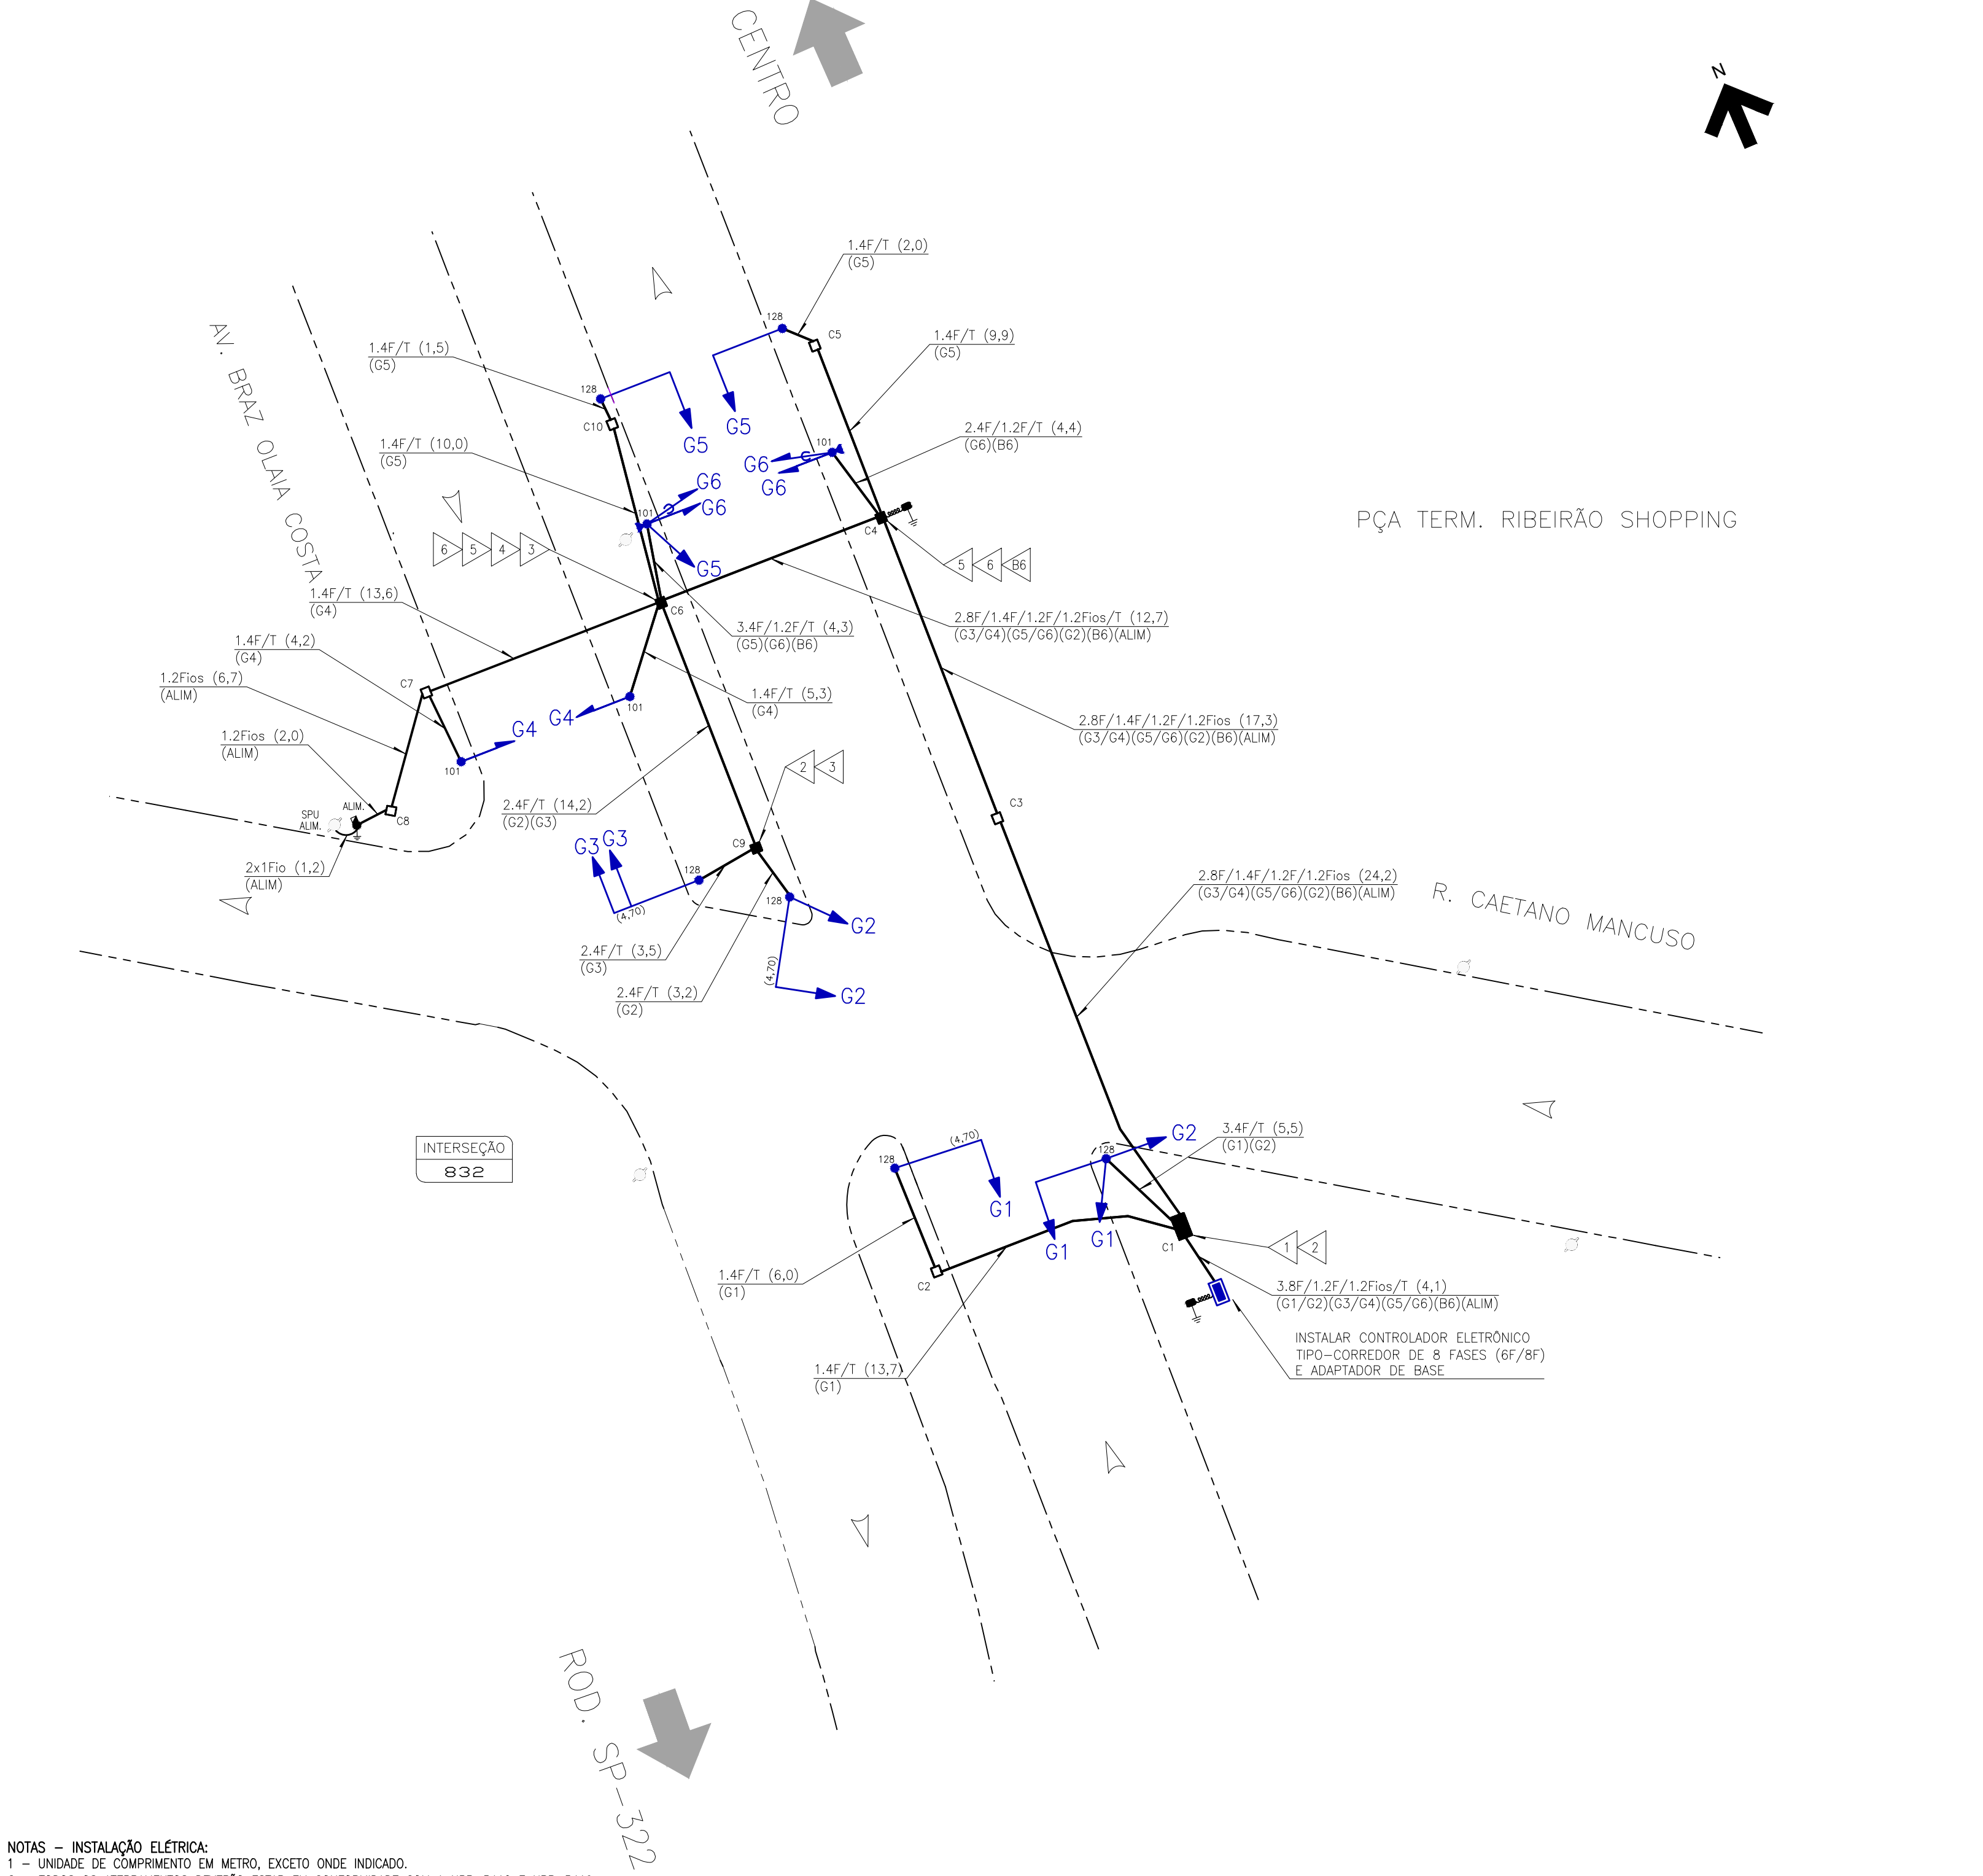 CENTRO
N
1.4F/T (2,0)
(G5)
128
C5
AV. BRAZ OLAIA COSTA
1.4F/T (1,5)
(G5)
1.4F/T (9,9)
(G5)
128
G5
G5
C10
2.4F/1.2F/T (4,4)
(G6)(B6)
1.4F/T (10,0)
(G5)
101
G6
G6
G6
G6
101
C4
PÇA TERM. RIBEIRÃO SHOPPING
6 5 4 3
G5
5 6 B6
1.4F/T (13,6)
(G4)
C6
3.4F/1.2F/T (4,3)
(G5)(G6)(B6)
2.8F/1.4F/1.2F/1.2Fios/T (12,7)
(G3/G4)(G5/G6)(G2)(B6)(ALIM)
1.4F/T (4,2)
(G4)
1.2Fios (6,7)
(ALIM)
C7
1.4F/T (5,3)
(G4)
101
G4
G4
2.8F/1.4F/1.2F/1.2Fios (17,3)
(G3/G4)(G5/G6)(G2)(B6)(ALIM)
1.2Fios (2,0)
(ALIM)
101
2 3
2.4F/T (14,2)
(G2)(G3)
C3
SPU
ALIM.
ALIM.
C8
C9
G3
G3
2x1Fio (1,2)
(ALIM)
128
128
(4,70)
G2
2.8F/1.4F/1.2F/1.2Fios (24,2)
(G3/G4)(G5/G6)(G2)(B6)(ALIM)
R. CAETANO MANCUSO
2.4F/T (3,5)
(G3)
(4,70)
G2
2.4F/T (3,2)
(G2)
INTERSEÇÃO
832
(4,70)
128
128
G2
3.4F/T (5,5)
(G1)(G2)
G1
G1
G1
C1
1 2
1.4F/T (6,0)
(G1)
C2
3.8F/1.2F/1.2Fios/T (4,1)
(G1/G2)(G3/G4)(G5/G6)(B6)(ALIM)
INSTALAR CONTROLADOR ELETRÔNICO
TIPO-CORREDOR DE 8 FASES (6F/8F)
E ADAPTADOR DE BASE
1.4F/T (13,7)
(G1)
ROD. SP-322
NOTAS – INSTALAÇÃO ELÉTRICA:
1 – UNIDADE DE COMPRIMENTO EM METRO, EXCETO ONDE INDICADO.